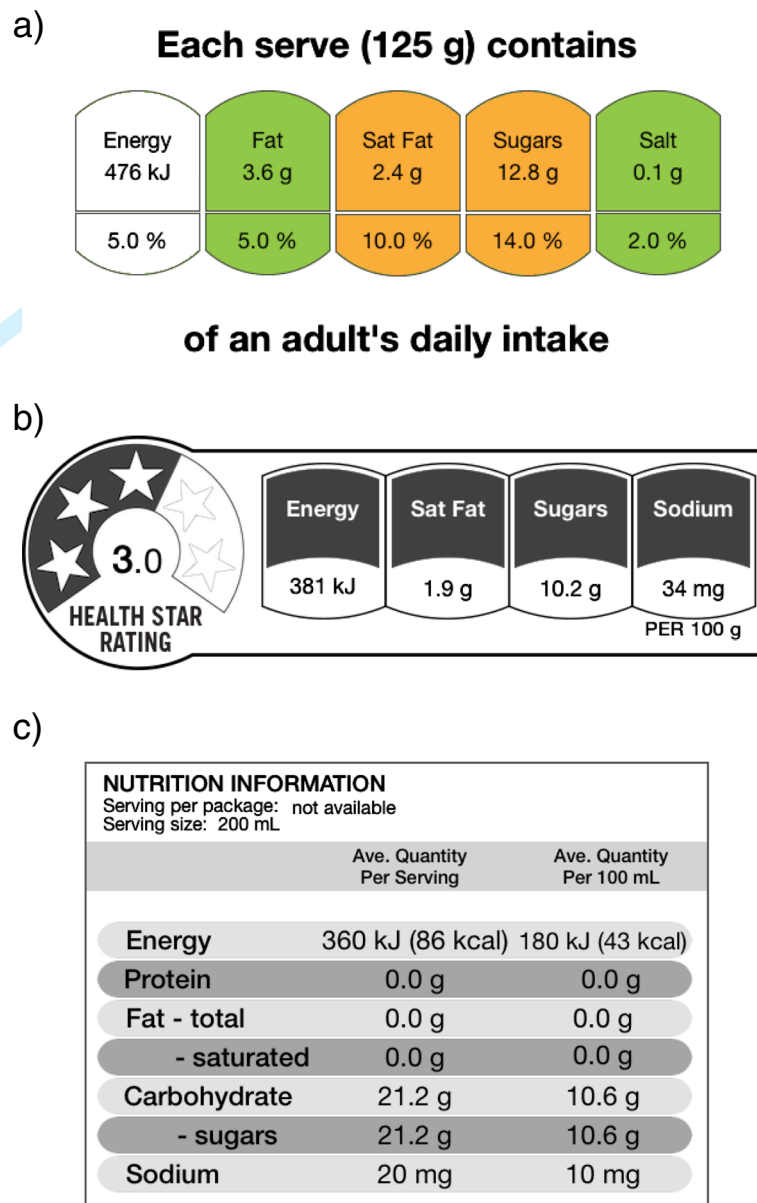 a)
Each serve (125 g) contains
Energy Fat Sat Fat Sugars Salt
476 kJ 3.6 g 2.4 g 12.8 g 0.1 g
5.0 % 5.0 % 10.0 % 14.0 % 2.0 %
of an adult's daily intake
b)
3.0
HEALTH STAR
RATING
Energy Sat Fat Sugars Sodium
381 kJ 1.9 g 10.2 g 34 mg
PER 100 g
c)
NUTRITION INFORMATION
Serving per package: not available
Serving size: 200 mL
Ave. Quantity Ave. Quantity
Per Serving Per 100 mL
Energy 360 kJ (86 kcal) 180 kJ (43 kcal)
Protein 0.0 g 0.0 g
Fat - total 0.0 g 0.0 g
- saturated 0.0 g 0.0 g
Carbohydrate 21.2 g 10.6 g
- sugars 21.2 g 10.6 g
Sodium 20 mg 10 mg